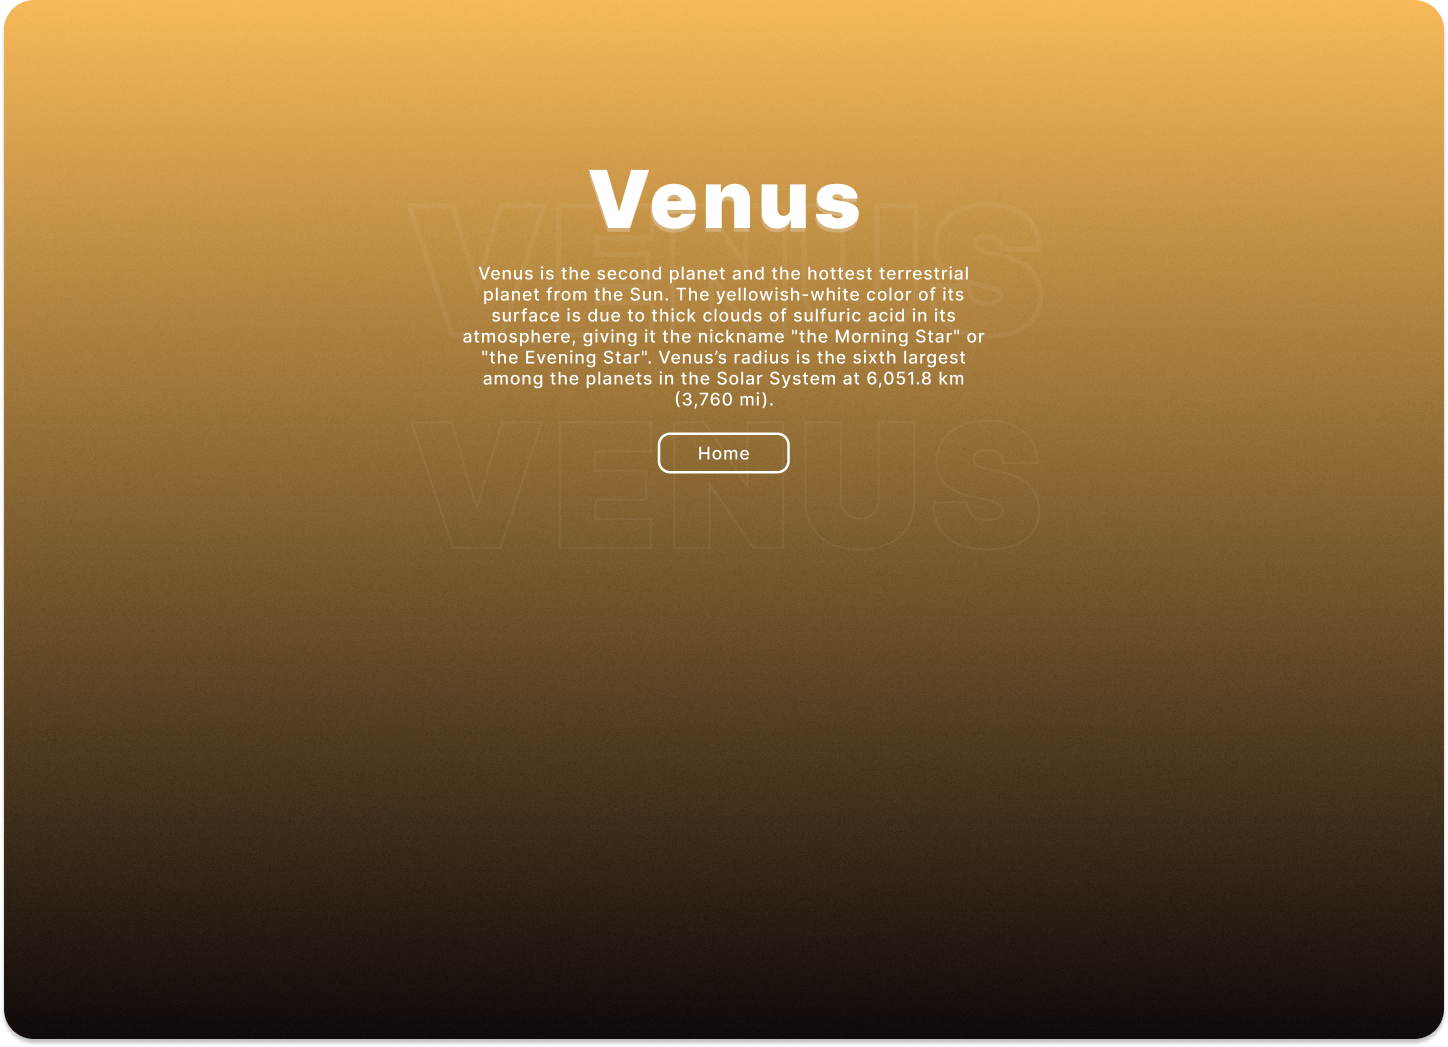 Venus
VENUS
Venus is the second planet and the hottest terrestrial
planet from the Sun. The yellowish-white color of its
surface is due to thick clouds of sulfuric acid in its
atmosphere, giving it the nickname "the Morning Star" or
"the Evening Star". Venus’s radius is the sixth largest
among the planets in the Solar System at 6,051.8 km
(3,760 mi).
Home
VENUS